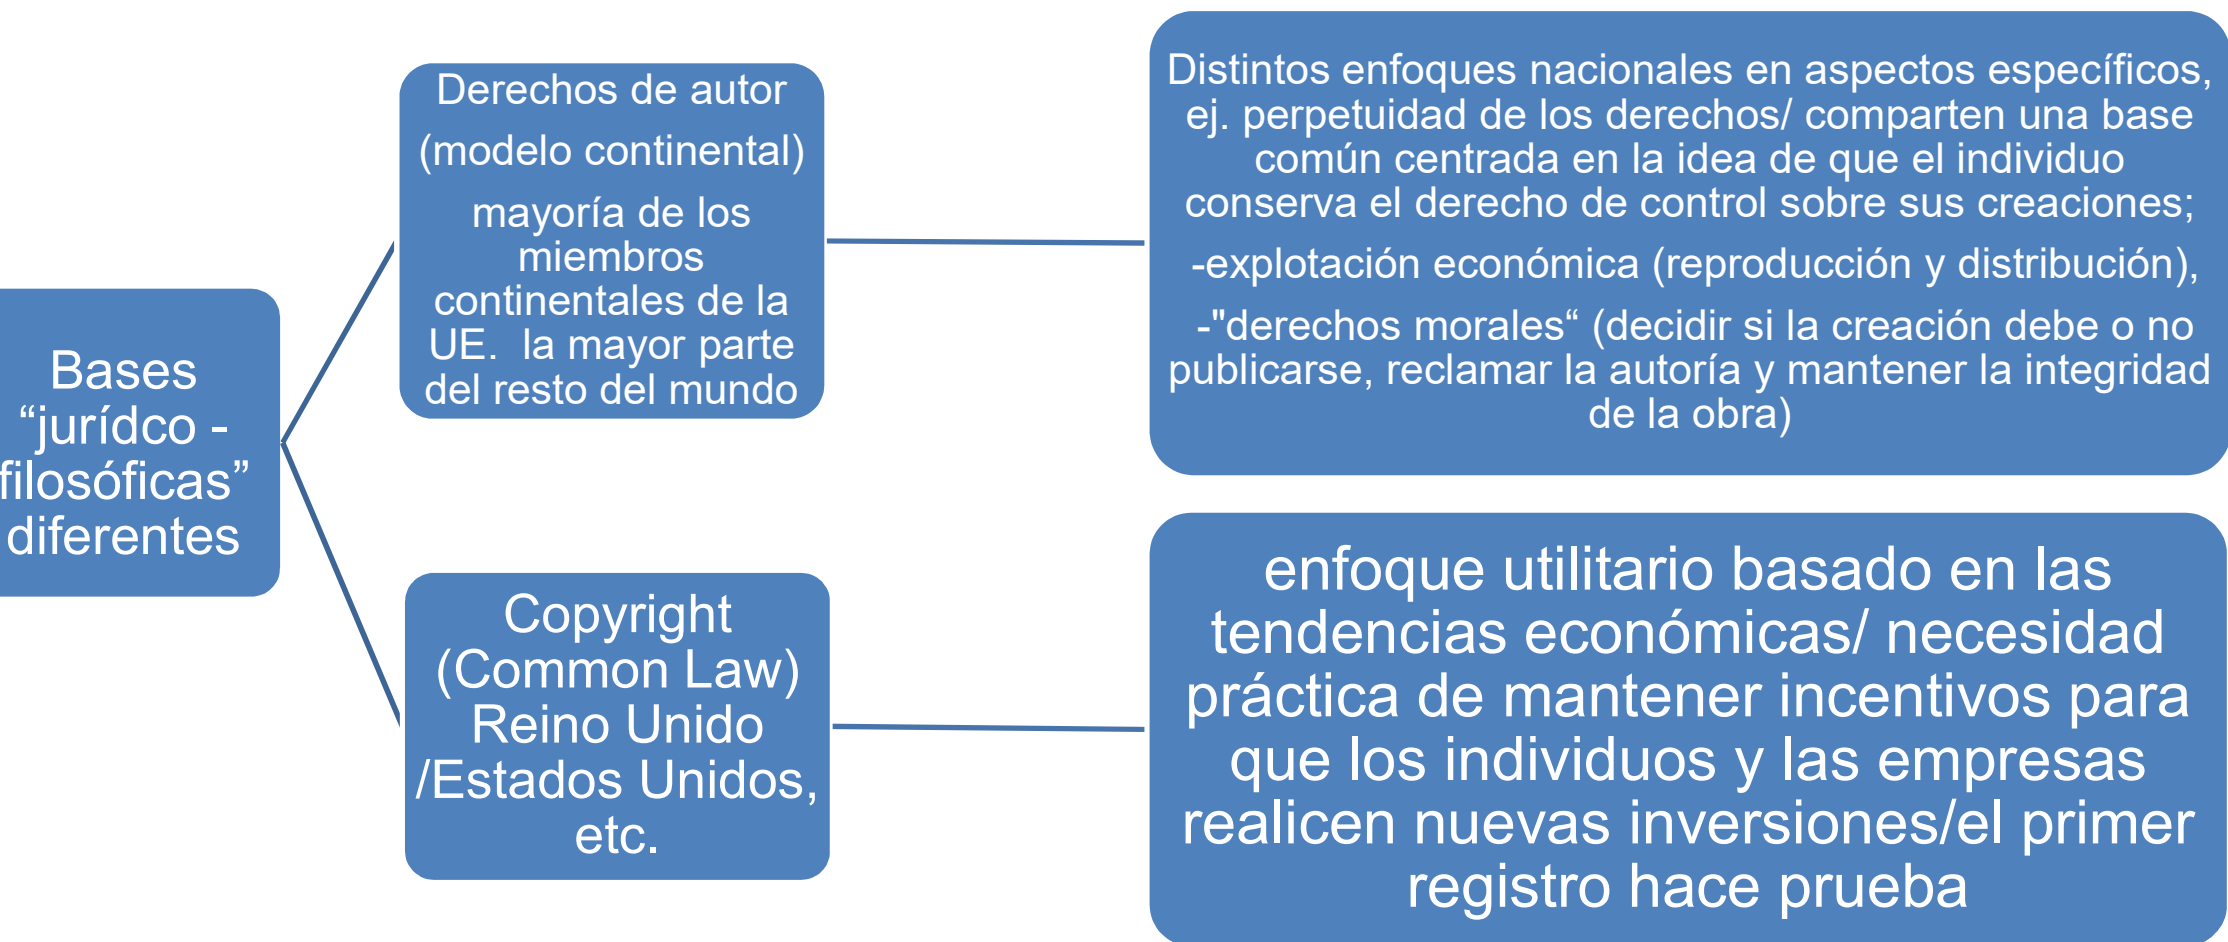 Bases
“jurídco -
filosóficas”
diferentes
Derechos de autor
(modelo continental)
mayoría de los
miembros
continentales de la
UE.  la mayor parte
del resto del mundo
Distintos enfoques nacionales en aspectos específicos,
ej. perpetuidad de los derechos/ comparten una base
común centrada en la idea de que el individuo
conserva el derecho de control sobre sus creaciones;
-explotación económica (reproducción y distribución),
-"derechos morales“ (decidir si la creación debe o no
publicarse, reclamar la autoría y mantener la integridad
de la obra)
Copyright
(Common Law)
Reino Unido
/Estados Unidos,
etc.
enfoque utilitario basado en las
tendencias económicas/ necesidad
práctica de mantener incentivos para
que los individuos y las empresas
realicen nuevas inversiones/el primer
registro hace prueba